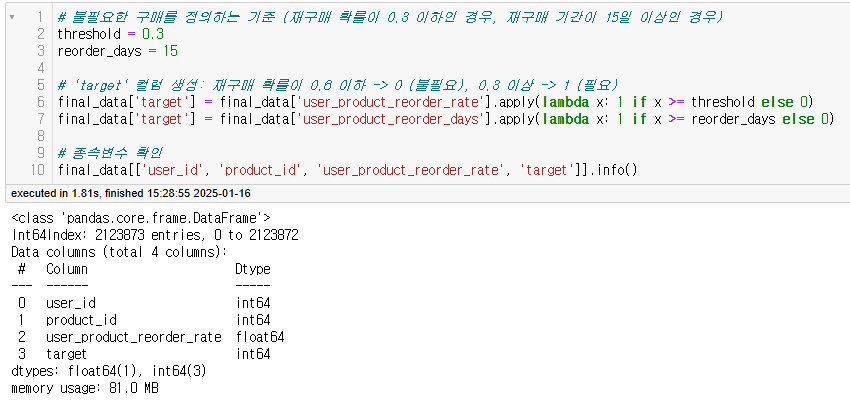 1 # 불필요한 구매를 정의하는 기준 (재구매 확률이 0.3 이하인 경우, 재구매 기간이 15일 이상인 경우)
2 threshold = 0.3
3 reorder_days = 15
4
5 # 'target' 컬럼 생성: 재구매 확률이 0.6 이하 -> 0 (불필요), 0.3 이상 -> 1 (필요)
6 final_data['target'] = final_data['user_product_reorder_rate'].apply(lambda x: 1 if x >= threshold else 0)
7 final_data['target'] = final_data['user_product_reorder_days'].apply(lambda x: 1 if x >= reorder_days else 0)
8
9 # 종속변수 확인
10 final_data[['user_id', 'product_id', 'user_product_reorder_rate', 'target']].info()
executed in 1.81s, finished 15:28:55 2025-01-16
<class 'pandas.core.frame.DataFrame'>
Int64Index: 2123873 entries, 0 to 2123872
Data columns (total 4 columns):
 #   Column                     Dtype
---  ------                     -----
 0   user_id                    int64
 1   product_id                 int64
 2   user_product_reorder_rate  float64
 3   target                     int64
dtypes: float64(1), int64(3)
memory usage: 81.0 MB